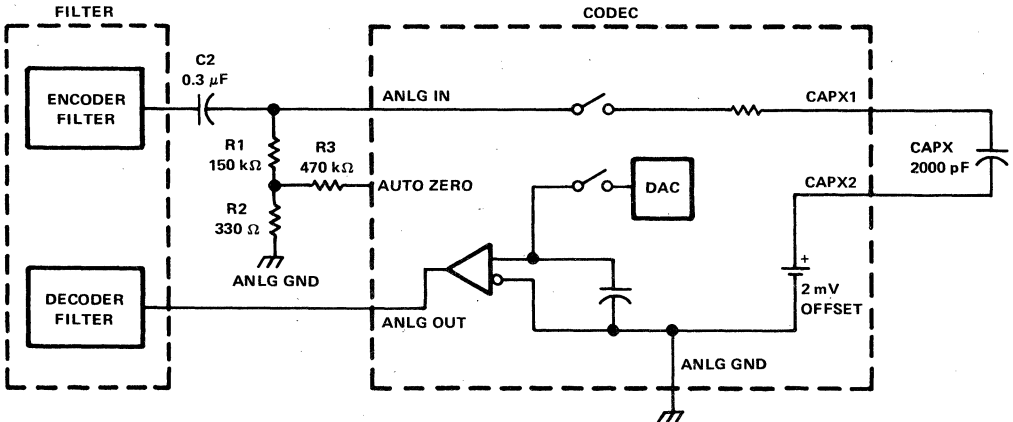 FILTER
CODEC
C2
0.3 µF
ENCODER
FILTER
ANLG IN
CAPX1
R1
150 kΩ
R3
470 kΩ
CAPX
2000 pF
AUTO ZERO
DAC
CAPX2
R2
330 Ω
ANLG GND
+
2 mV
OFFSET
DECODER
FILTER
ANLG OUT
ANLG GND